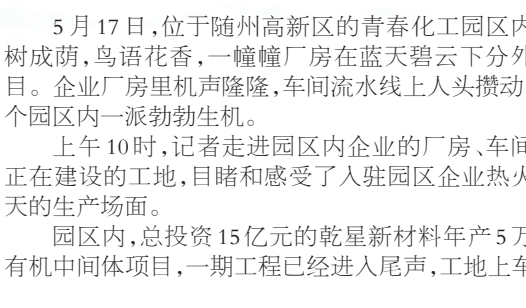 5月17日，位于随州高新区的青春化工园区内
树成荫，鸟语花香，一幢幢厂房在蓝天碧云下分外
目。企业厂房里机声隆隆，车间流水线上人头攒动
个园区内一派勃勃生机。
上午10时，记者走进园区内企业的厂房、车间
正在建设的工地，目睹和感受了入驻园区企业热火
天的生产场面。
园区内，总投资15亿元的乾星新材料年产5万
有机中间体项目，一期工程已经进入尾声，工地上车